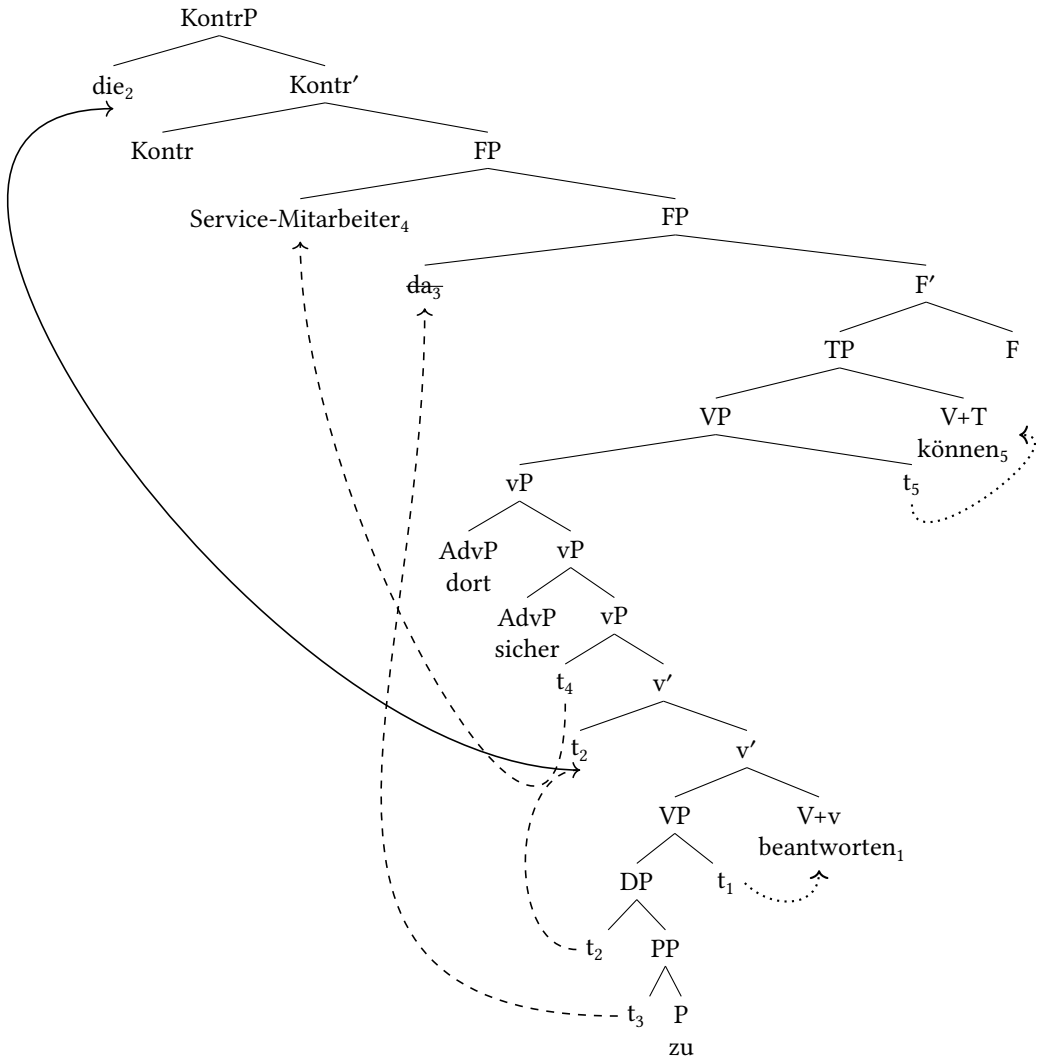 KontrP
die₂ Kontr′
Kontr FP
Service-Mitarbeiter₄ FP
da₃ F′
TP F
VP V+T
können₅
vP t₅
AdvP vP
dort
AdvP vP
sicher
t₄ v′
t₂ v′
VP V+v
beantworten₁
DP t₁
t₂ PP
t₃ P
zu